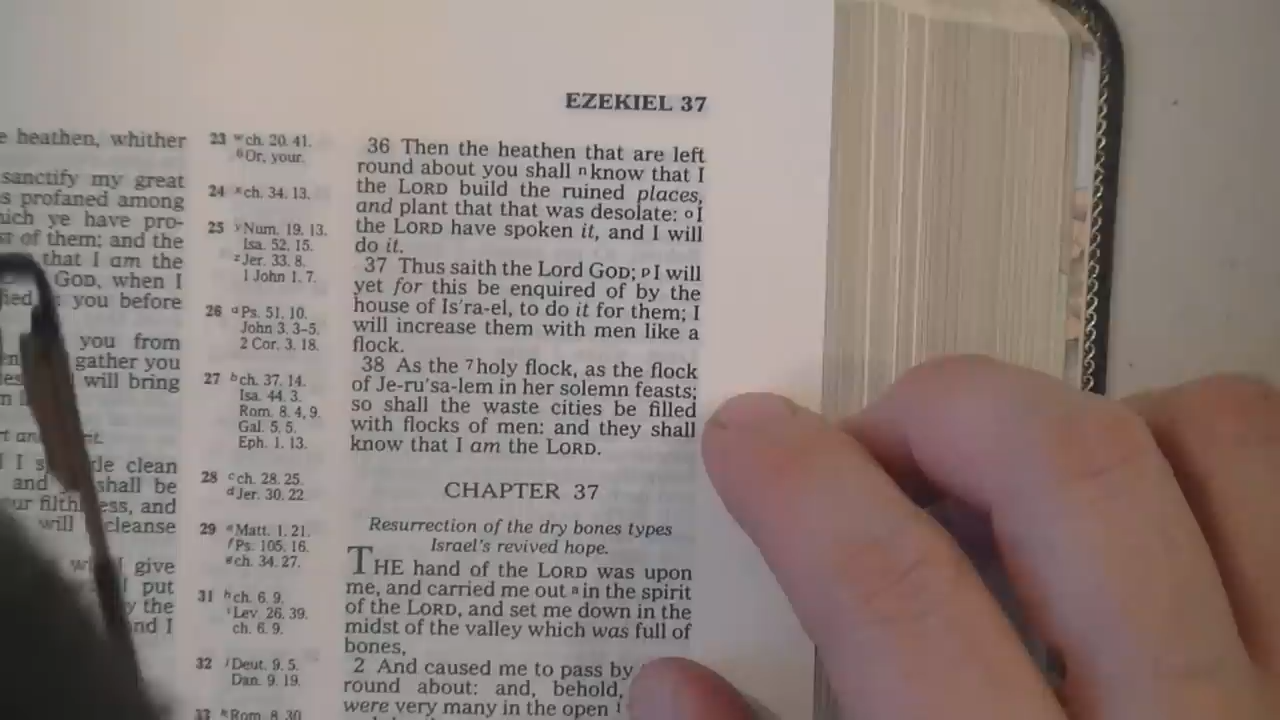 EZEKIEL 37
e heathen, whither
sanctify my great
s profaned among
ich ye have pro-
of them; and the
that I am the
GOD, when I
you before
you from
gather you
will bring
clean
and shall be
and
will cleanse
give
put
the
I
23 w ch. 20. 41.
6 Or, your.
24 x ch. 34. 13.
25 y Num. 19. 13.
Isa. 52. 15.
z Jer. 33. 8.
1 John 1. 7.
26 a Ps. 51. 10.
John 3. 3-5.
2 Cor. 3. 18.
27 b ch. 37. 14.
Isa. 44. 3.
Rom. 8. 4, 9.
Gal. 5. 5.
Eph. 1. 13.
28 c ch. 28. 25.
d Jer. 30. 22.
29 e Matt. 1. 21.
f Ps. 105. 16.
g ch. 34. 27.
31 h ch. 6. 9.
i Lev. 26. 39.
ch. 6. 9.
32 j Deut. 9. 5.
Dan. 9. 19.
33 k Rom. 8. 30.
36 Then the heathen that are left
round about you shall n know that I
the LORD build the ruined places,
and plant that that was desolate: o I
the LORD have spoken it, and I will
do it.
37 Thus saith the Lord GOD; p I will
yet for this be enquired of by the
house of Is'ra-el, to do it for them; I
will increase them with men like a
flock.
38 As the 7 holy flock, as the flock
of Je-ru'sa-lem in her solemn feasts;
so shall the waste cities be filled
with flocks of men: and they shall
know that I am the LORD.
CHAPTER 37
Resurrection of the dry bones types
Israel's revived hope.
THE hand of the LORD was upon
me, and carried me out a in the spirit
of the LORD, and set me down in the
midst of the valley which was full of
bones,
2 And caused me to pass by
round about: and, behold,
were very many in the open